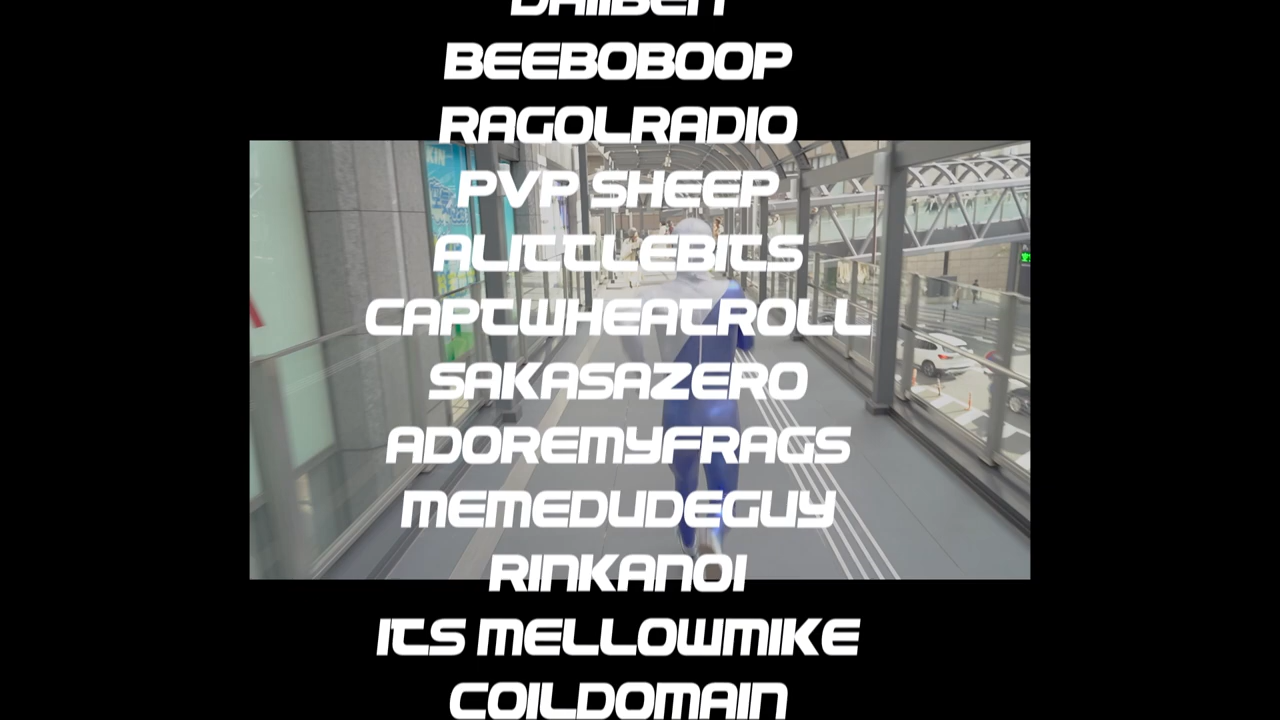 BEEBOBOOP
RAGOLRADIO
PVP SHEEP
ALITTLEBITS
CAPTWHEATROLL
SAKASAZERO
ADOREMYFRAGS
MEMEDUDEGUY
RINKANOI
ITS MELLOWMIKE
COILDOMAIN